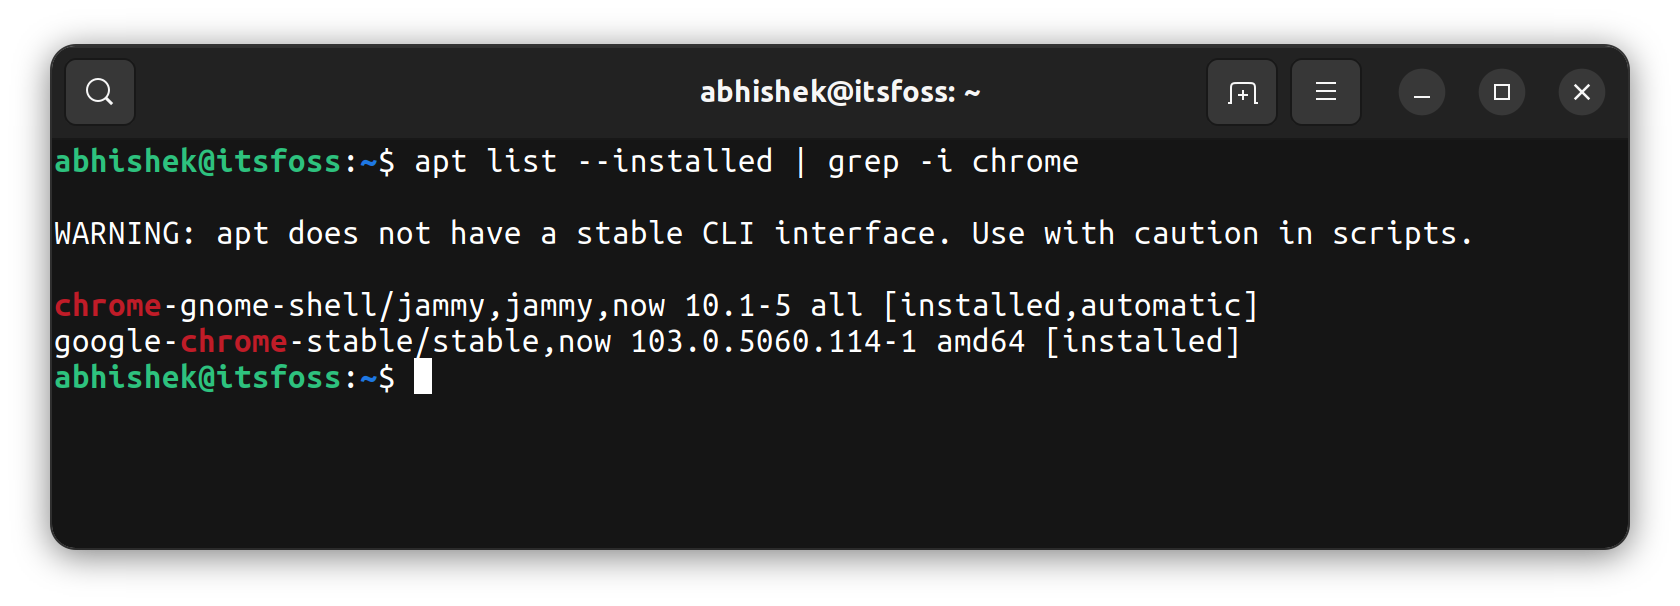 abhishek@itsfoss: ~
abhishek@itsfoss:~$ apt list --installed | grep -i chrome
WARNING: apt does not have a stable CLI interface. Use with caution in scripts.
chrome-gnome-shell/jammy,jammy,now 10.1-5 all [installed,automatic]
google-chrome-stable/stable,now 103.0.5060.114-1 amd64 [installed]
abhishek@itsfoss:~$